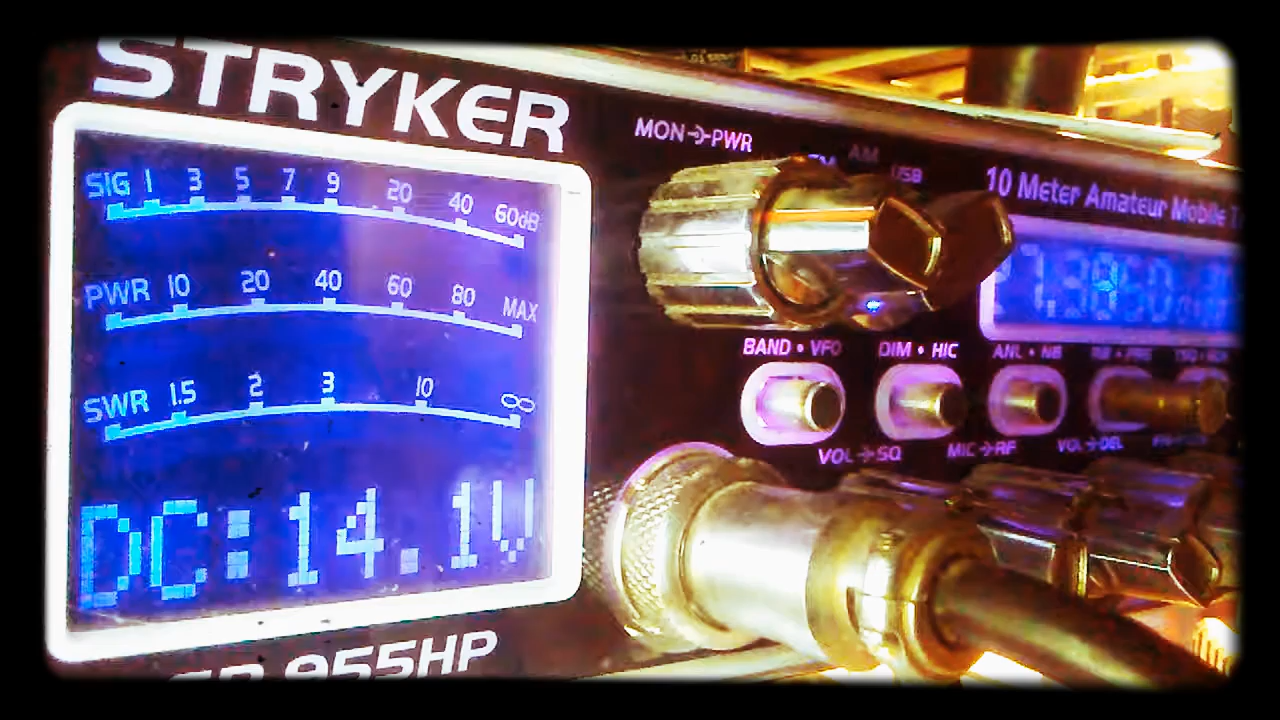 STRYKER
SIG 1 3 5 7 9 20 40 60dB
PWR 10 20 40 60 80 MAX
SWR 1.5 2 3 10 ∞
DC:14.1V
955HP
MON PWR
AM
USB
10 Meter Amateur Mobile
BAND • VFO
DIM • HIC
ANL • NB
VOL SQ
MIC RF
VOL DEL